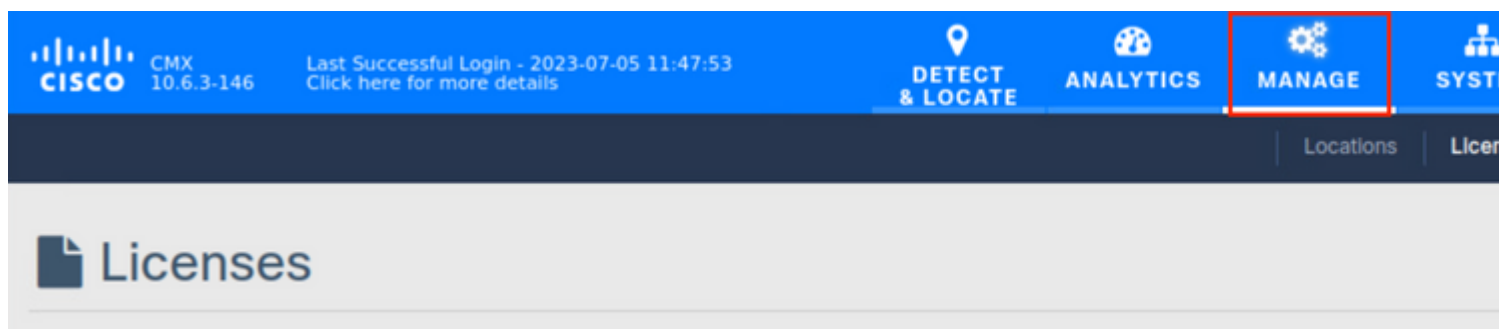 CISCO
CMX
10.6.3-146
Last Successful Login - 2023-07-05 11:47:53
Click here for more details
DETECT
& LOCATE
ANALYTICS
MANAGE
Locations
Licenses